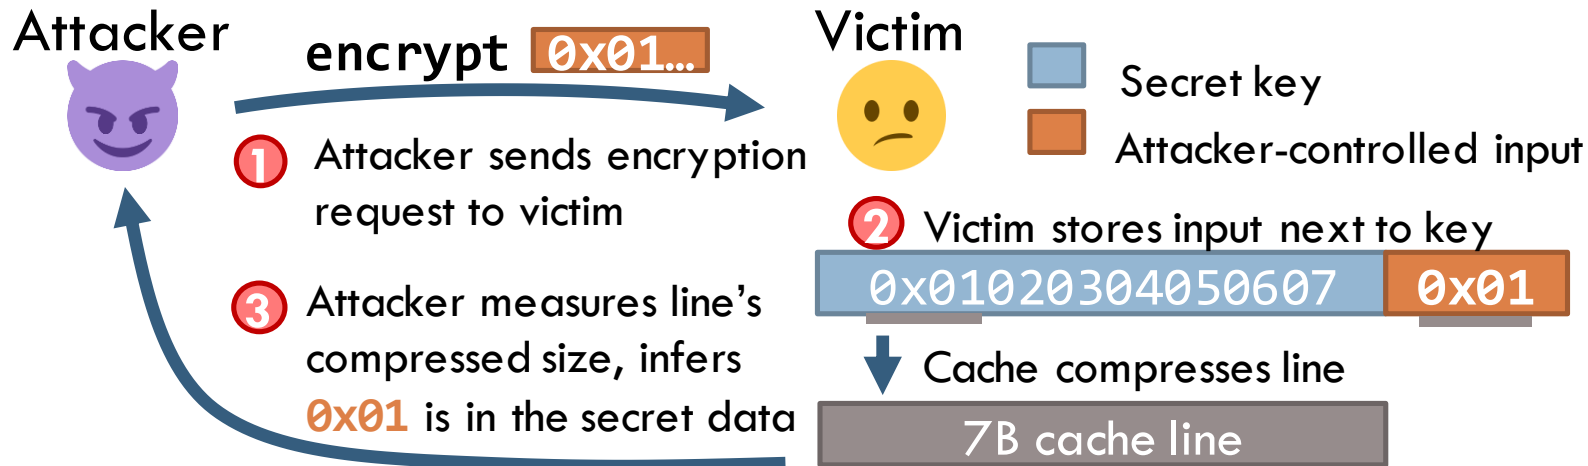 Attacker
encrypt 0x01...
Victim
Secret key
Attacker-controlled input
1 Attacker sends encryption
request to victim
2 Victim stores input next to key
0x01020304050607 0x01
3 Attacker measures line's
compressed size, infers
0x01 is in the secret data
Cache compresses line
7B cache line